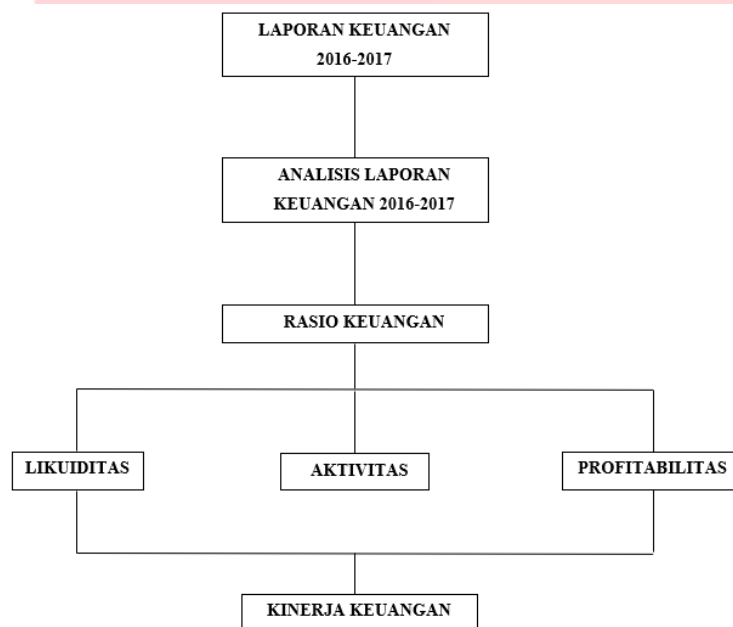 LAPORAN KEUANGAN
2016-2017
ANALISIS LAPORAN
KEUANGAN 2016-2017
RASIO KEUANGAN
LIKUIDITAS
AKTIVITAS
PROFITABILITAS
KINERJA KEUANGAN